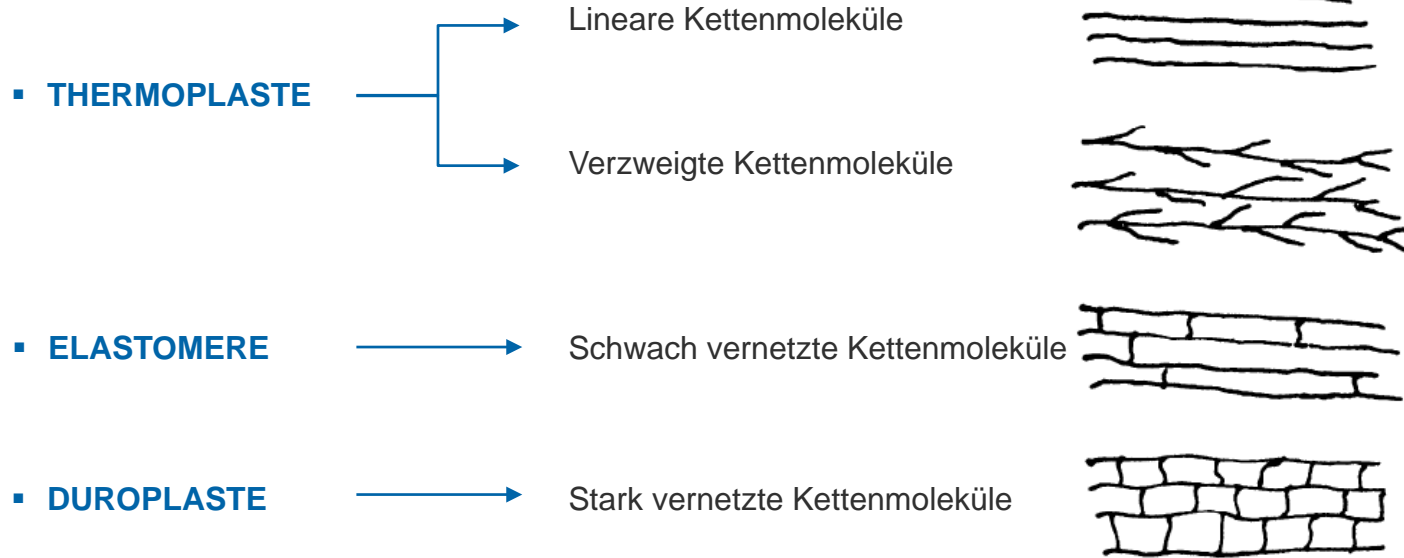 Lineare Kettenmoleküle
▪ THERMOPLASTE
Verzweigte Kettenmoleküle
▪ ELASTOMERE
Schwach vernetzte Kettenmoleküle
▪ DUROPLASTE
Stark vernetzte Kettenmoleküle